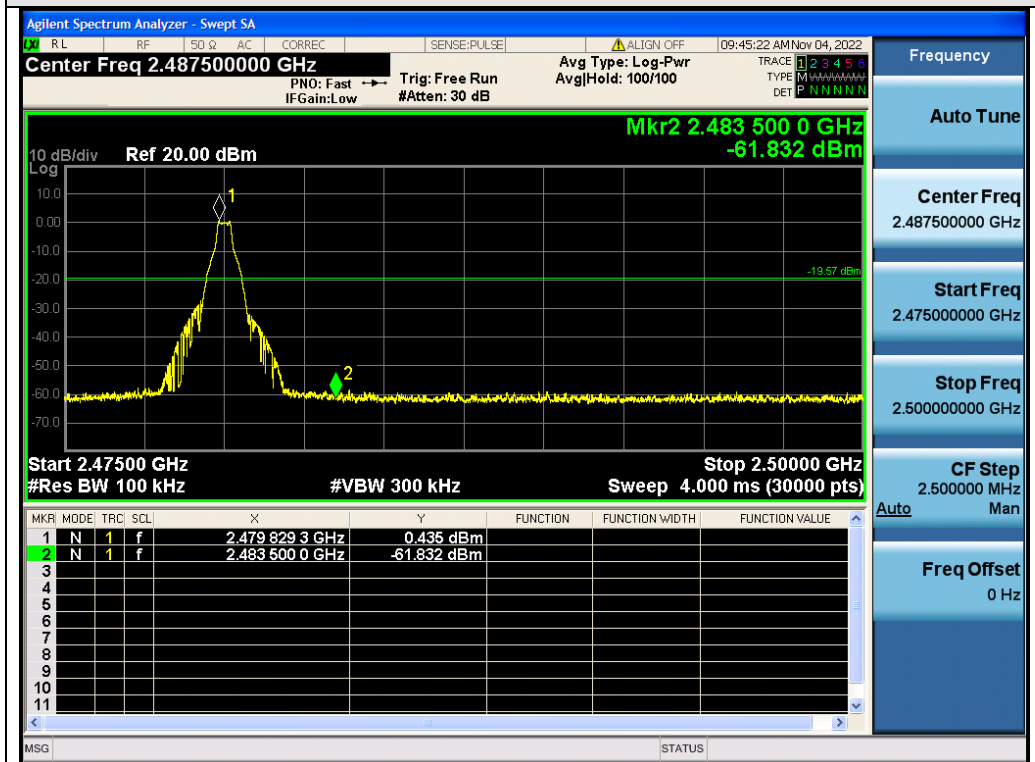 Agilent Spectrum Analyzer - Swept SA
LXI RL RF 50 Ω AC CORREC SENSE:PULSE ALIGN OFF 09:45:22 AM Nov 04, 2022
Center Freq 2.487500000 GHz
PNO: Fast
IFGain:Low
Trig: Free Run
#Atten: 30 dB
Avg Type: Log-Pwr
Avg|Hold: 100/100
TRACE 1 2 3 4 5 6
TYPE M
DET P N N N N N
Mkr2 2.483 500 0 GHz
-61.832 dBm
10 dB/div Ref 20.00 dBm
Log
10.0
0.00
-10.0
-20.0
-30.0
-40.0
-50.0
-60.0
-70.0
1
-19.57 dBm
2
Start 2.47500 GHz Stop 2.50000 GHz
#Res BW 100 kHz #VBW 300 kHz Sweep 4.000 ms (30000 pts)
MKR MODE TRC SCL X Y FUNCTION FUNCTION WIDTH FUNCTION VALUE
1 N 1 f 2.479 829 3 GHz 0.435 dBm
2 N 1 f 2.483 500 0 GHz -61.832 dBm
3
4
5
6
7
8
9
10
11
MSG STATUS
Frequency
Auto Tune
Center Freq
2.487500000 GHz
Start Freq
2.475000000 GHz
Stop Freq
2.500000000 GHz
CF Step
2.500000 MHz
Auto Man
Freq Offset
0 Hz